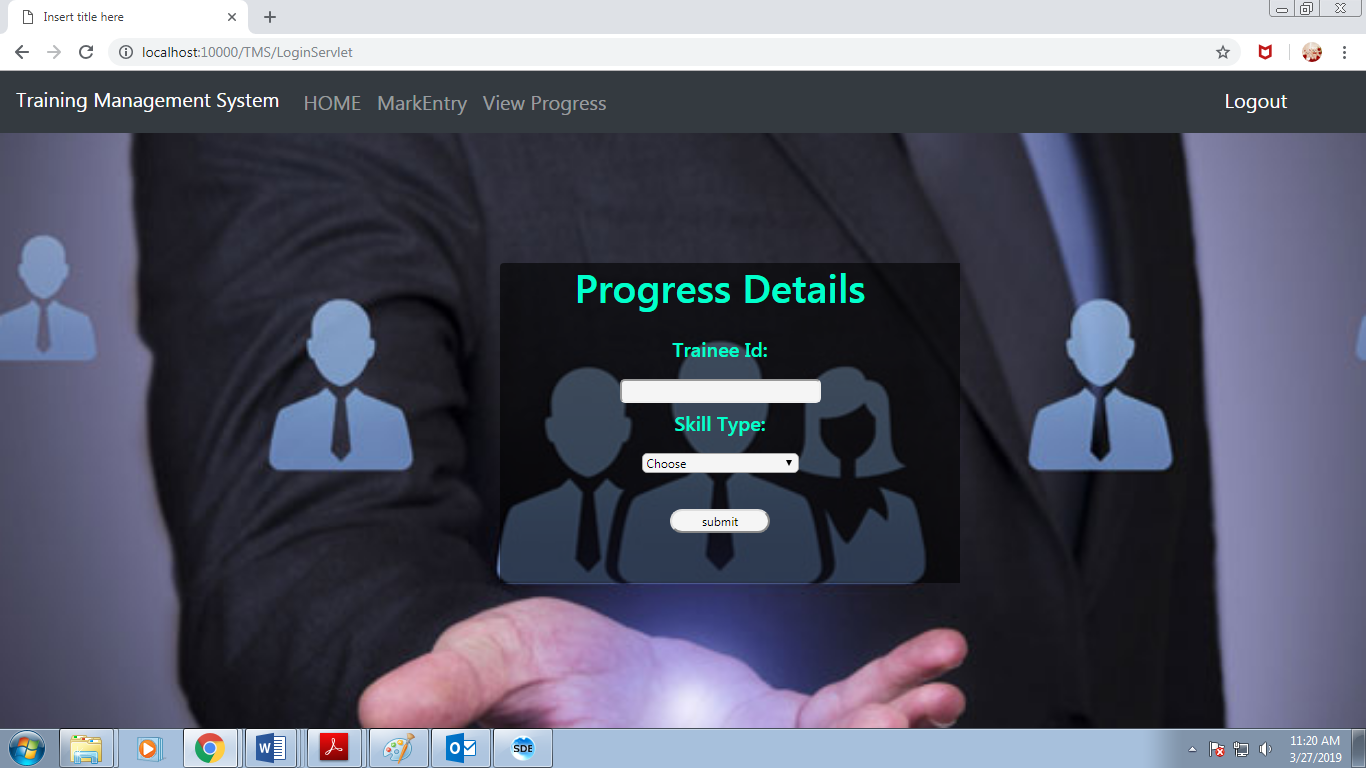 Insert title here
localhost:10000/TMS/LoginServlet
Training Management System HOME MarkEntry View Progress Logout
Progress Details
Trainee Id:
Skill Type:
Choose
submit
SDE
11:20 AM
3/27/2019